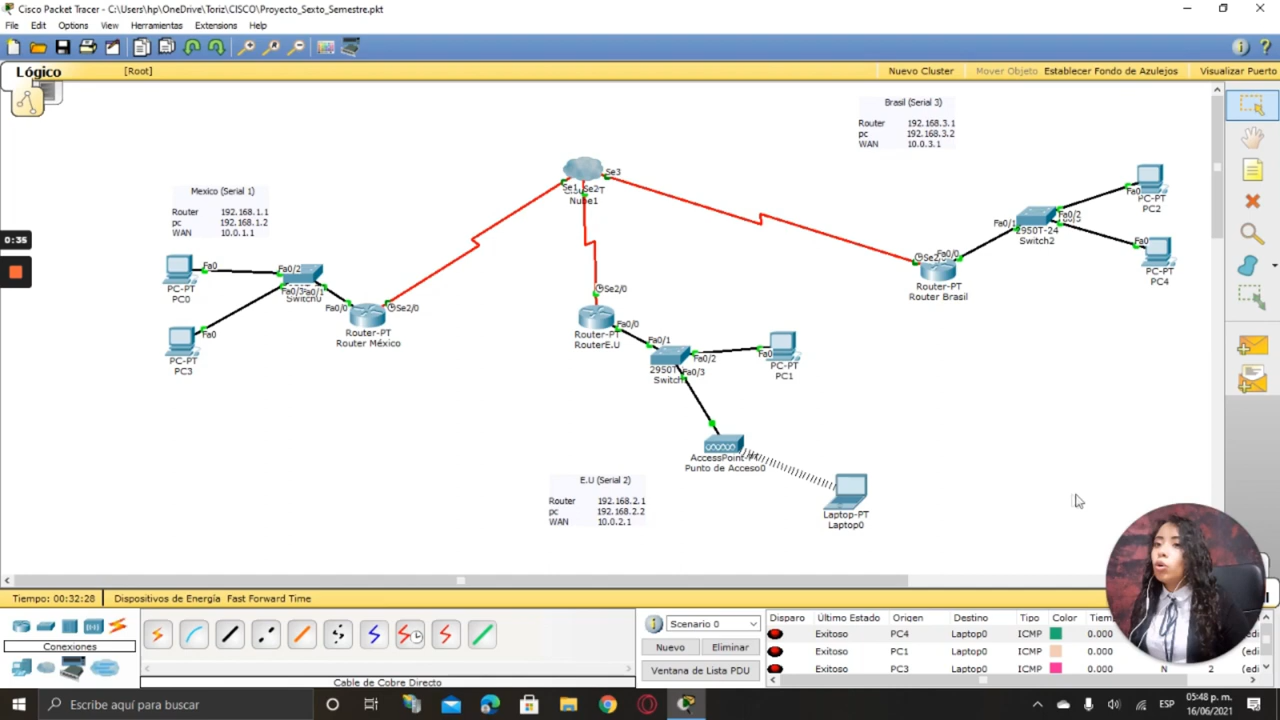 Cisco Packet Tracer - C:\Users\hp\OneDrive\Toriz\CISCO\Proyecto_Sexto_Semestre.pkt
File Edit Options View Herramientas Extensions Help
Lógico [Root] Nuevo Cluster Mover Objeto Establecer Fondo de Azulejos Visualizar Puerto
Brasil (Serial 3)
Router 192.168.3.1
pc 192.168.3.2
WAN 10.0.3.1
Mexico (Serial 1)
Router 192.168.1.1
pc 192.168.1.2
WAN 10.0.1.1
Se3
Se1 Se2
Nube1
0:35
Fa0
PC-PT
PC0
Fa0/2
Fa0/1
Fa0/0
Se2/0
Router-PT
Router México
Fa0
PC-PT
PC3
Se2/0
Router-PT
RouterE.U
Fa0/0
Fa0/1
Fa0/2
Fa0/3
Fa0
PC-PT
PC1
Fa0/0
Router-PT
Router Brasil
Fa0/1
Fa0/2
2950T-24
Switch2
Fa0
PC-PT
PC2
Fa0
PC-PT
PC4
Punto de Acceso0
Laptop-PT
Laptop0
E.U (Serial 2)
Router 192.168.2.1
pc 192.168.2.2
WAN 10.0.2.1
Tiempo: 00:32:28 Dispositivos de Energía Fast Forward Time
Conexiones
Cable de Cobre Directo
Scenario 0
Nuevo Eliminar
Ventana de Lista PDU
Disparo Último Estado Origen Destino Tipo Color
Exitoso PC4 Laptop0 ICMP 0.000
Exitoso PC1 Laptop0 ICMP 0.000
Exitoso PC3 Laptop0 ICMP 0.000 N 2
Escribe aquí para buscar
ESP
05:48 p. m.
16/06/2021